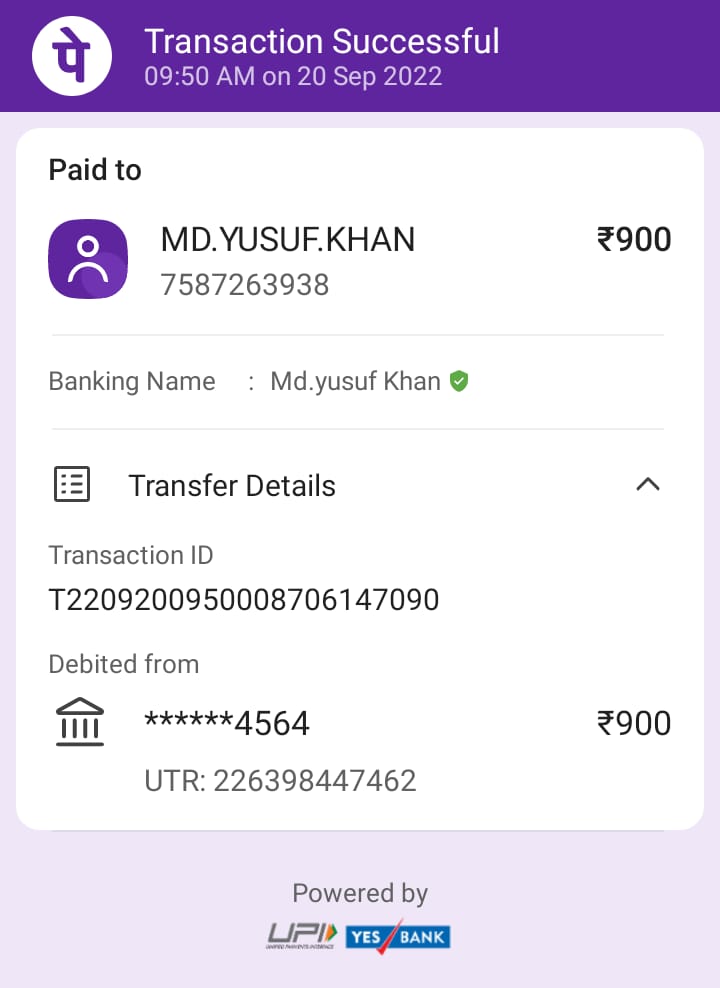 पे
Transaction Successful
09:50 AM on 20 Sep 2022
Paid to
MD.YUSUF.KHAN ₹900
7587263938
Banking Name : Md.yusuf Khan
Transfer Details
Transaction ID
T2209200950008706147090
Debited from
******4564 ₹900
UTR: 226398447462
Powered by
UPI YES BANK
UNIFIED PAYMENTS INTERFACE